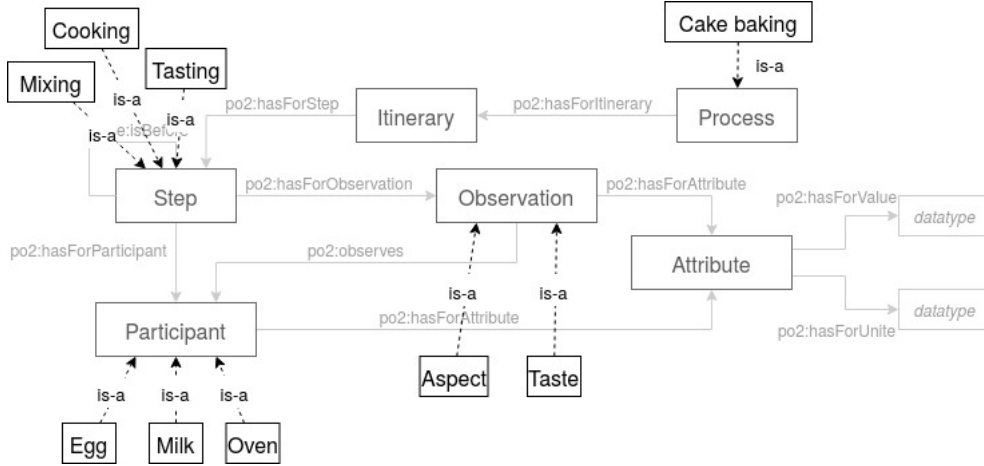 Cooking
Cake baking
Mixing
Tasting
is-a
is-a
is-a
is-a
po2:hasForStep
Itinerary
po2:hasForItinerary
Process
Step
po2:hasForObservation
Observation
po2:hasForAttribute
po2:hasForValue
datatype
po2:hasForParticipant
po2:observes
Attribute
is-a
is-a
datatype
Participant
po2:hasForAttribute
po2:hasForUnite
Aspect
Taste
is-a
is-a
is-a
Egg
Milk
Oven